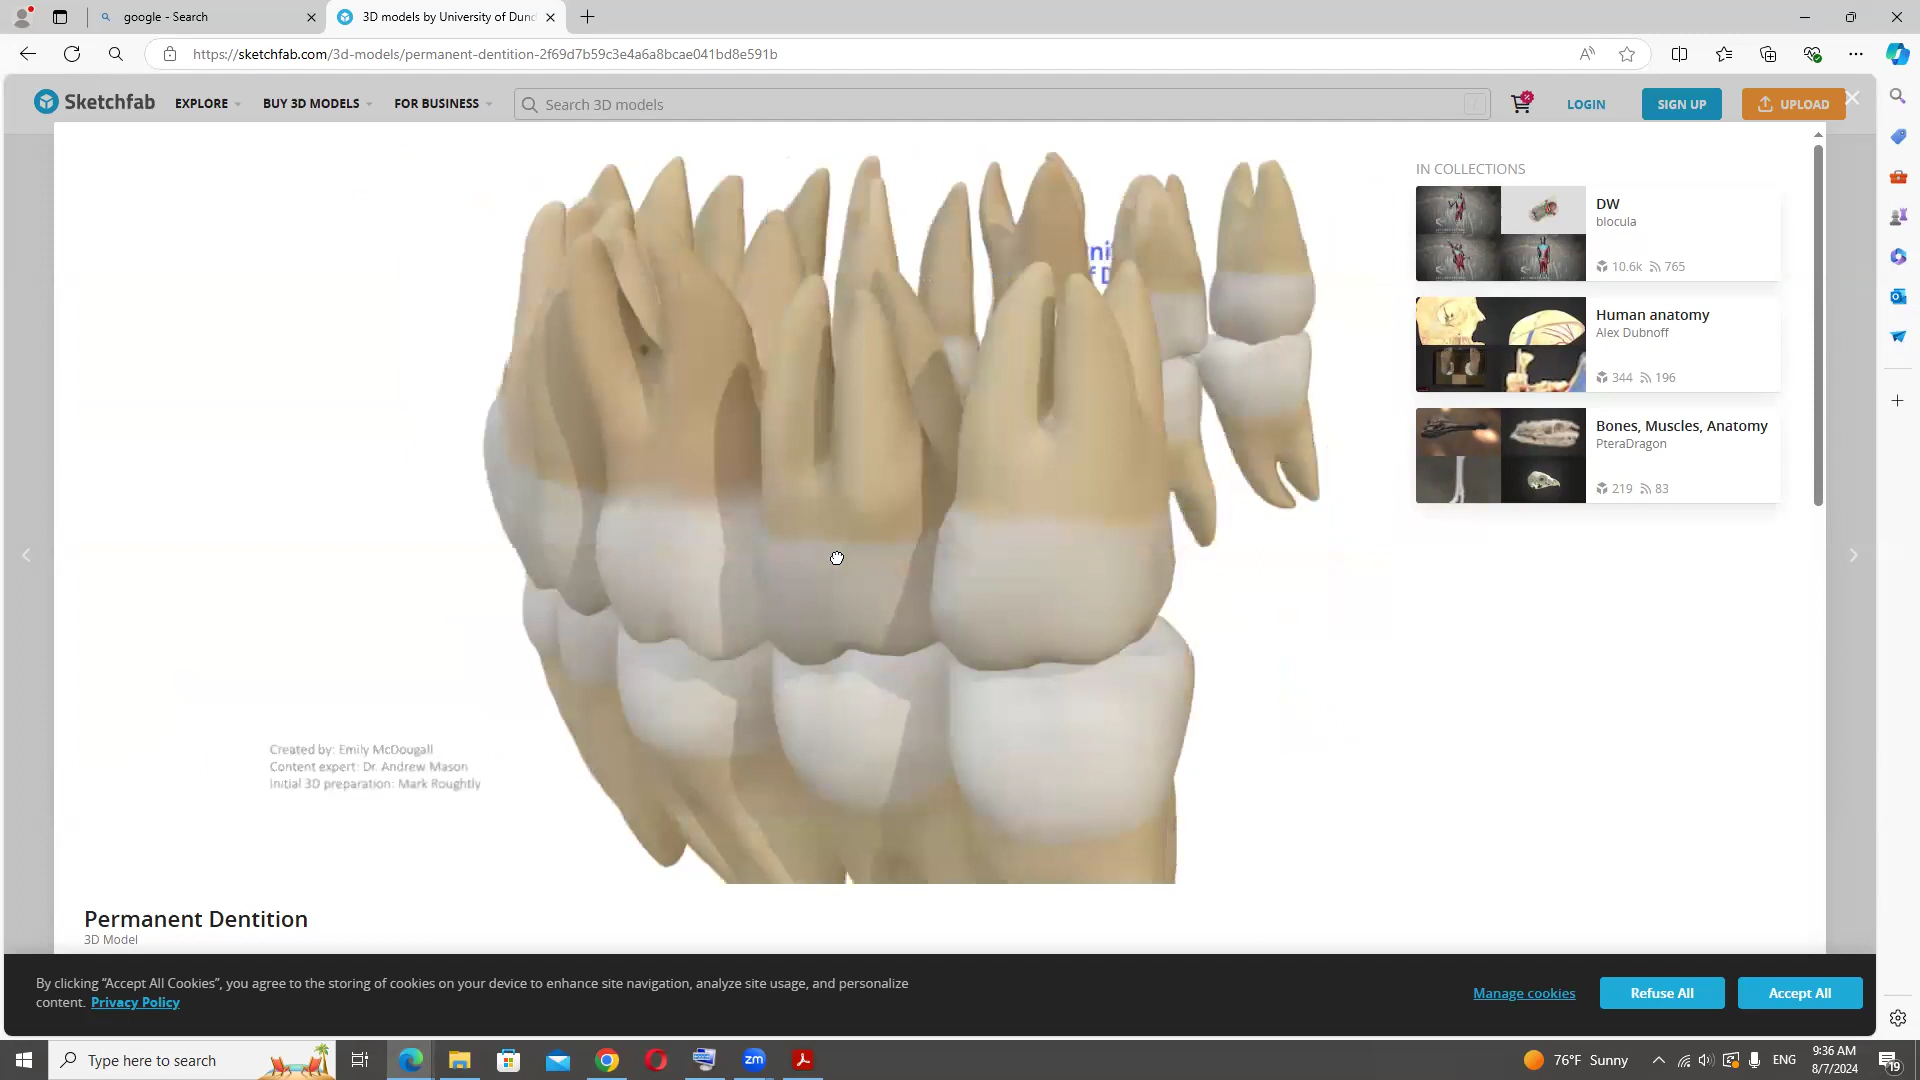 google - Search
3D models by University of Dund
https://sketchfab.com/3d-models/permanent-dentition-2f69d7b59c3e4a6a8bcae041bd8e591b
Sketchfab
EXPLORE
BUY 3D MODELS
FOR BUSINESS
Search 3D models
/
LOGIN
SIGN UP
UPLOAD
IN COLLECTIONS
DW
blocula
10.6k 765
Human anatomy
Alex Dubnoff
344 196
Bones, Muscles, Anatomy
PteraDragon
219 83
ni
f D
Created by: Emily McDougall
Content expert: Dr. Andrew Mason
Initial 3D preparation: Mark Roughtly
Permanent Dentition
3D Model
By clicking “Accept All Cookies”, you agree to the storing of cookies on your device to enhance site navigation, analyze site usage, and personalize
content. Privacy Policy
Manage cookies
Refuse All
Accept All
Type here to search
zm
76°F Sunny
ENG
9:36 AM
8/7/2024
19